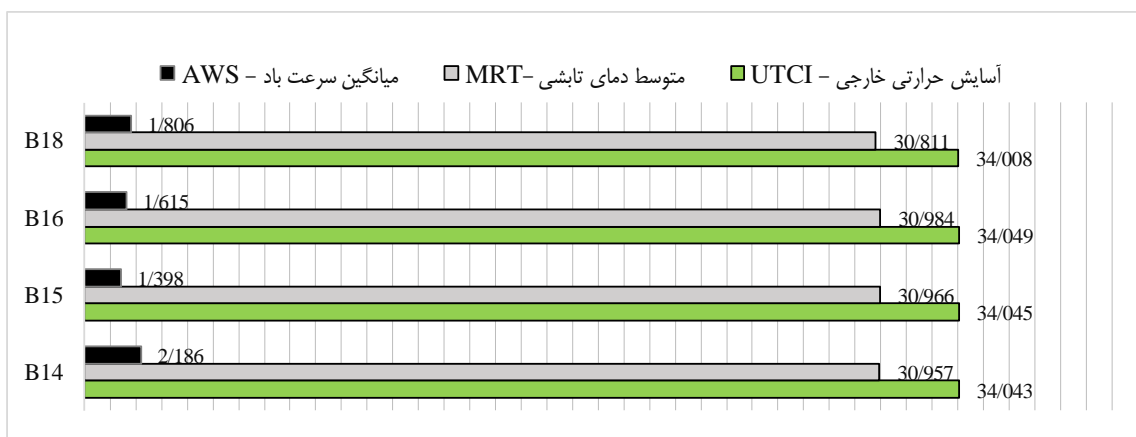 آسایش حرارتی خارجی - UTCI متوسط دمای تابشی -MRT میانگین سرعت باد - AWS
B18
1/806
30/811
34/008
B16
1/615
30/984
34/049
B15
1/398
30/966
34/045
B14
2/186
30/957
34/043